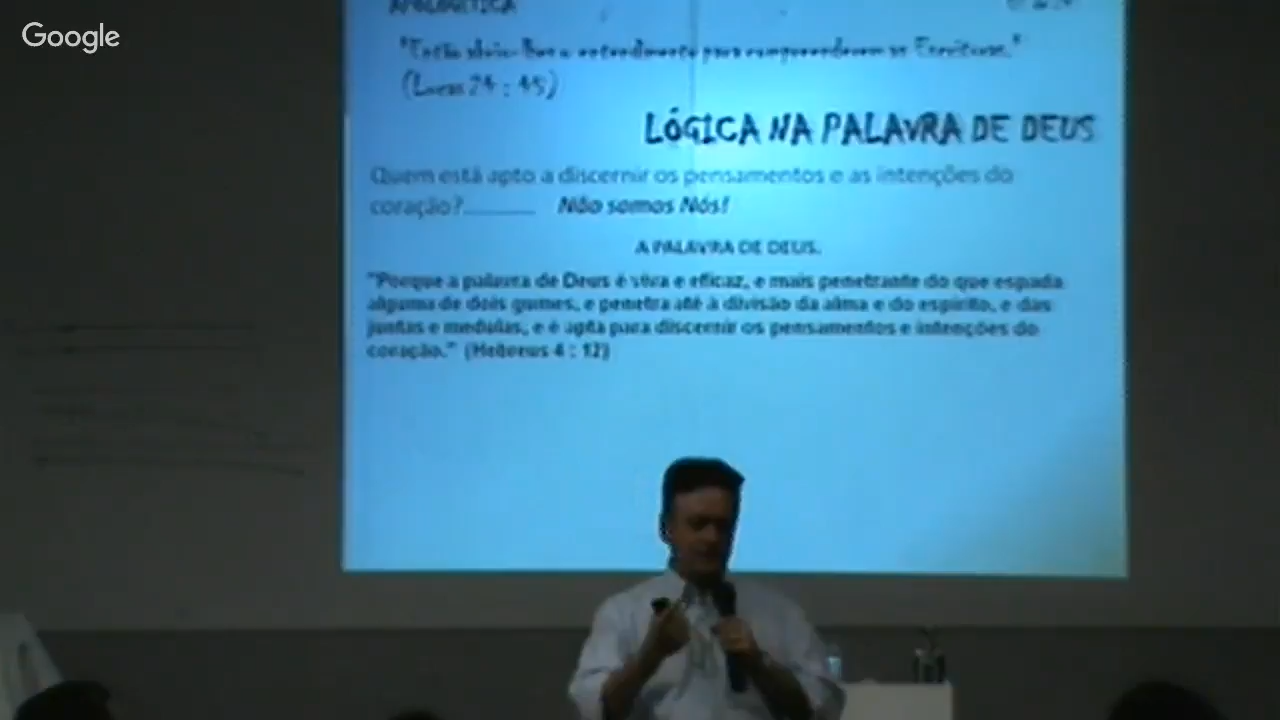 Google
APOLOGÉTICA
"Então abriu-lhes o entendimento para compreenderem as Escrituras."
(Lucas 24 : 45)
LÓGICA NA PALAVRA DE DEUS
Quem está apto a discernir os pensamentos e as intenções do
coração?________ Não somos Nós!
A PALAVRA DE DEUS.
"Porque a palavra de Deus é viva e eficaz, e mais penetrante do que espada
alguma de dois gumes, e penetra até à divisão da alma e do espírito, e das
juntas e medulas, e é apta para discernir os pensamentos e intenções do
coração." (Hebreus 4 : 12)